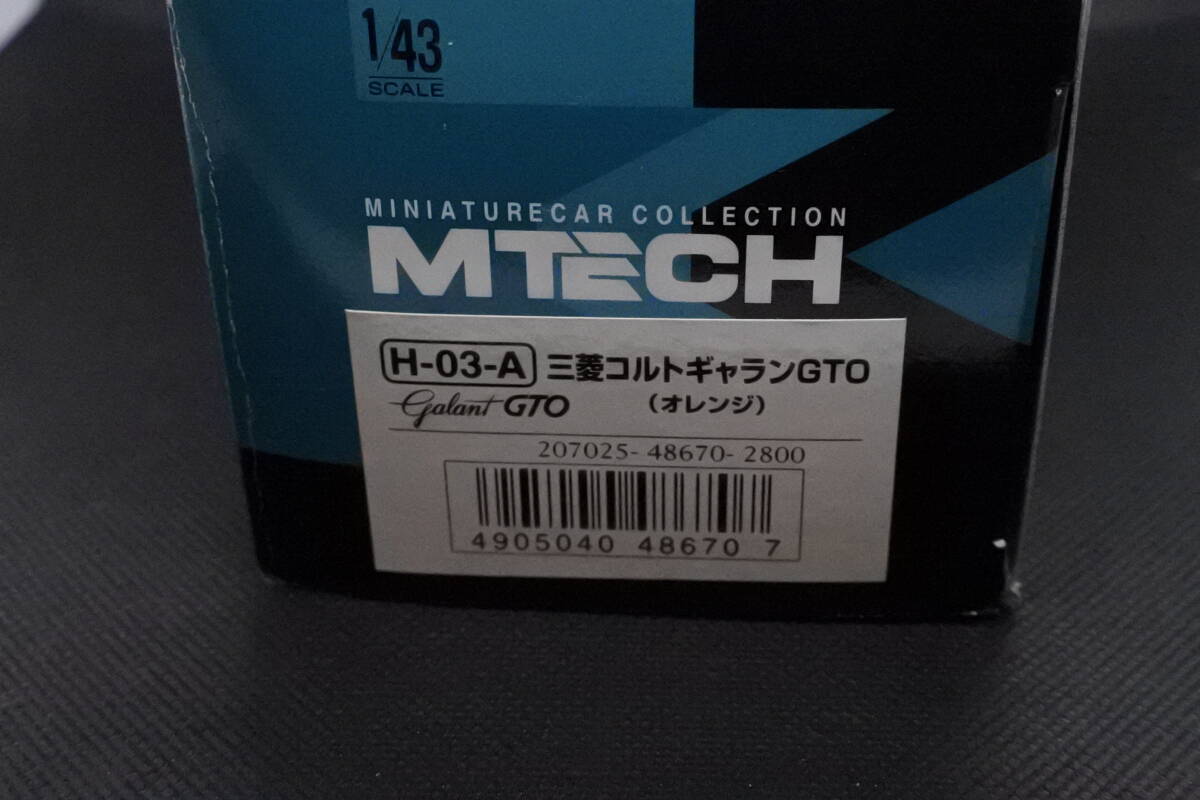 1/43
SCALE
MINIATURECAR COLLECTION
MTECH
H-03-A 三菱コルトギャランGTO
Galant GTO (オレンジ)
207025- 48670- 2800
4905040 48670 7